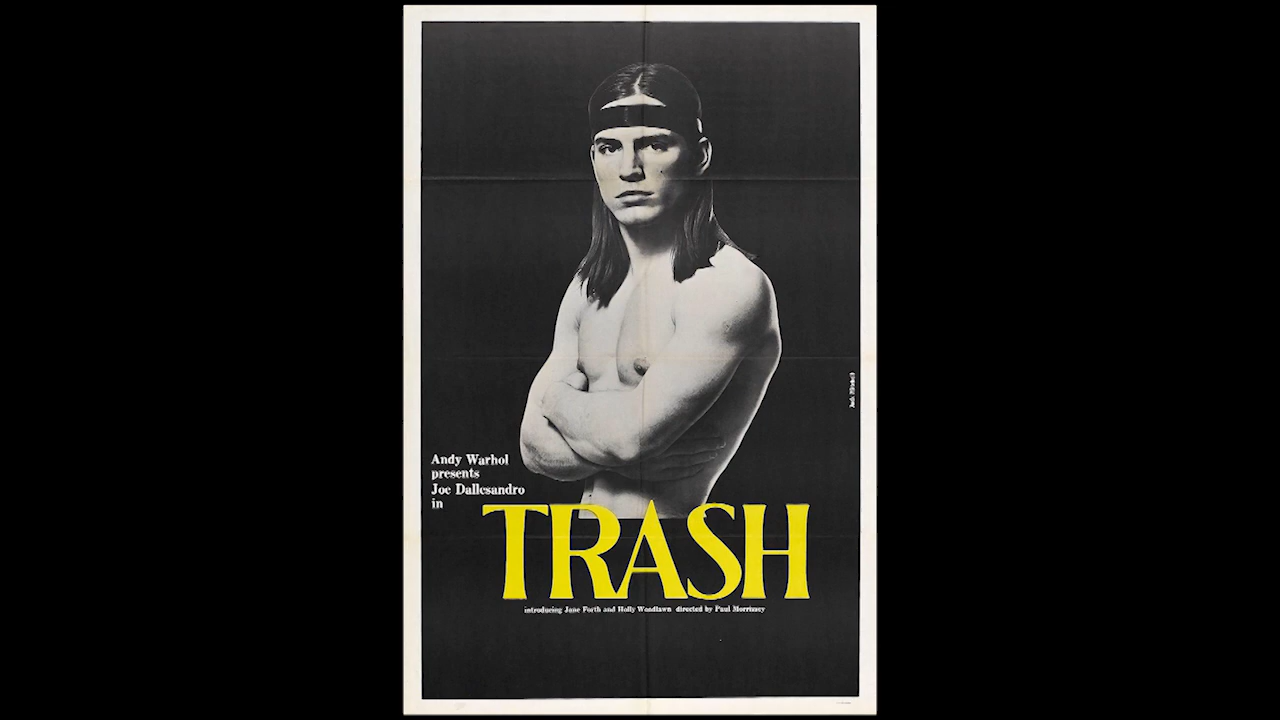 Andy Warhol
presents
Joe Dallesandro
in
TRASH
introducing Jane Forth and Holly Woodlawn directed by Paul Morrissey